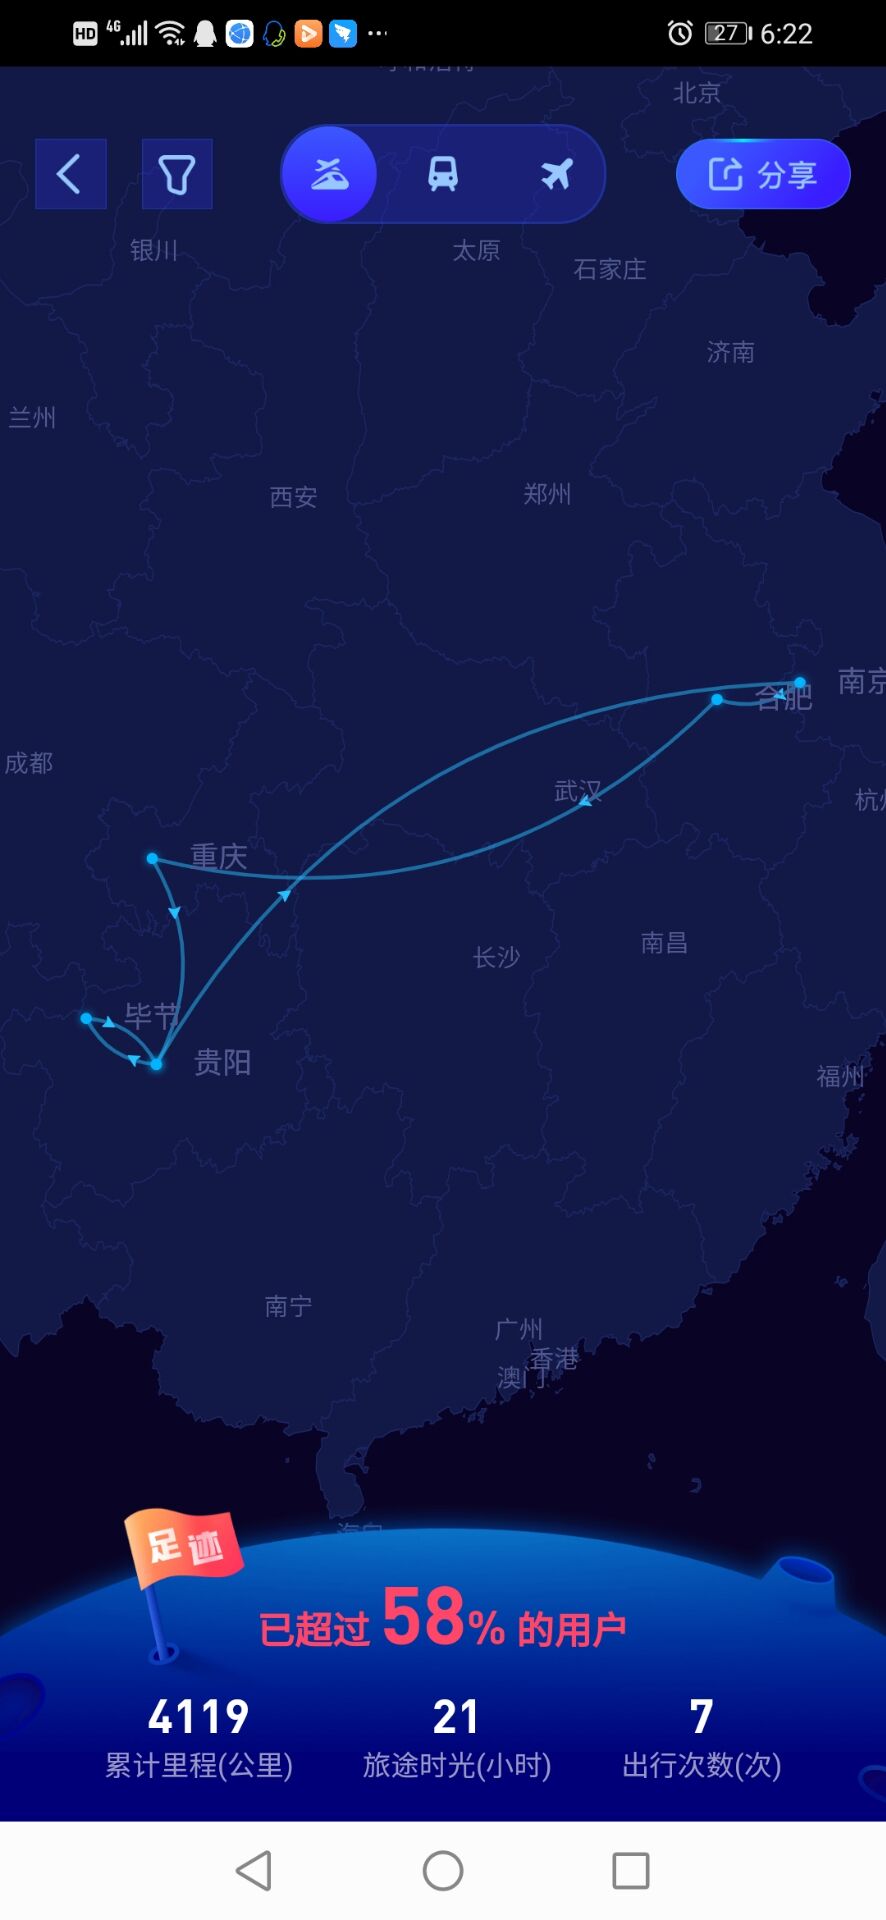 HD 4G 27 6:22
北京
分享
银川
太原
石家庄
济南
兰州
西安
郑州
合肥
成都
武汉
重庆
长沙
南昌
毕节
贵阳
福州
南宁
广州
香港
澳门
足迹
已超过 58% 的用户
4119 21 7
累计里程(公里) 旅途时光(小时) 出行次数(次)